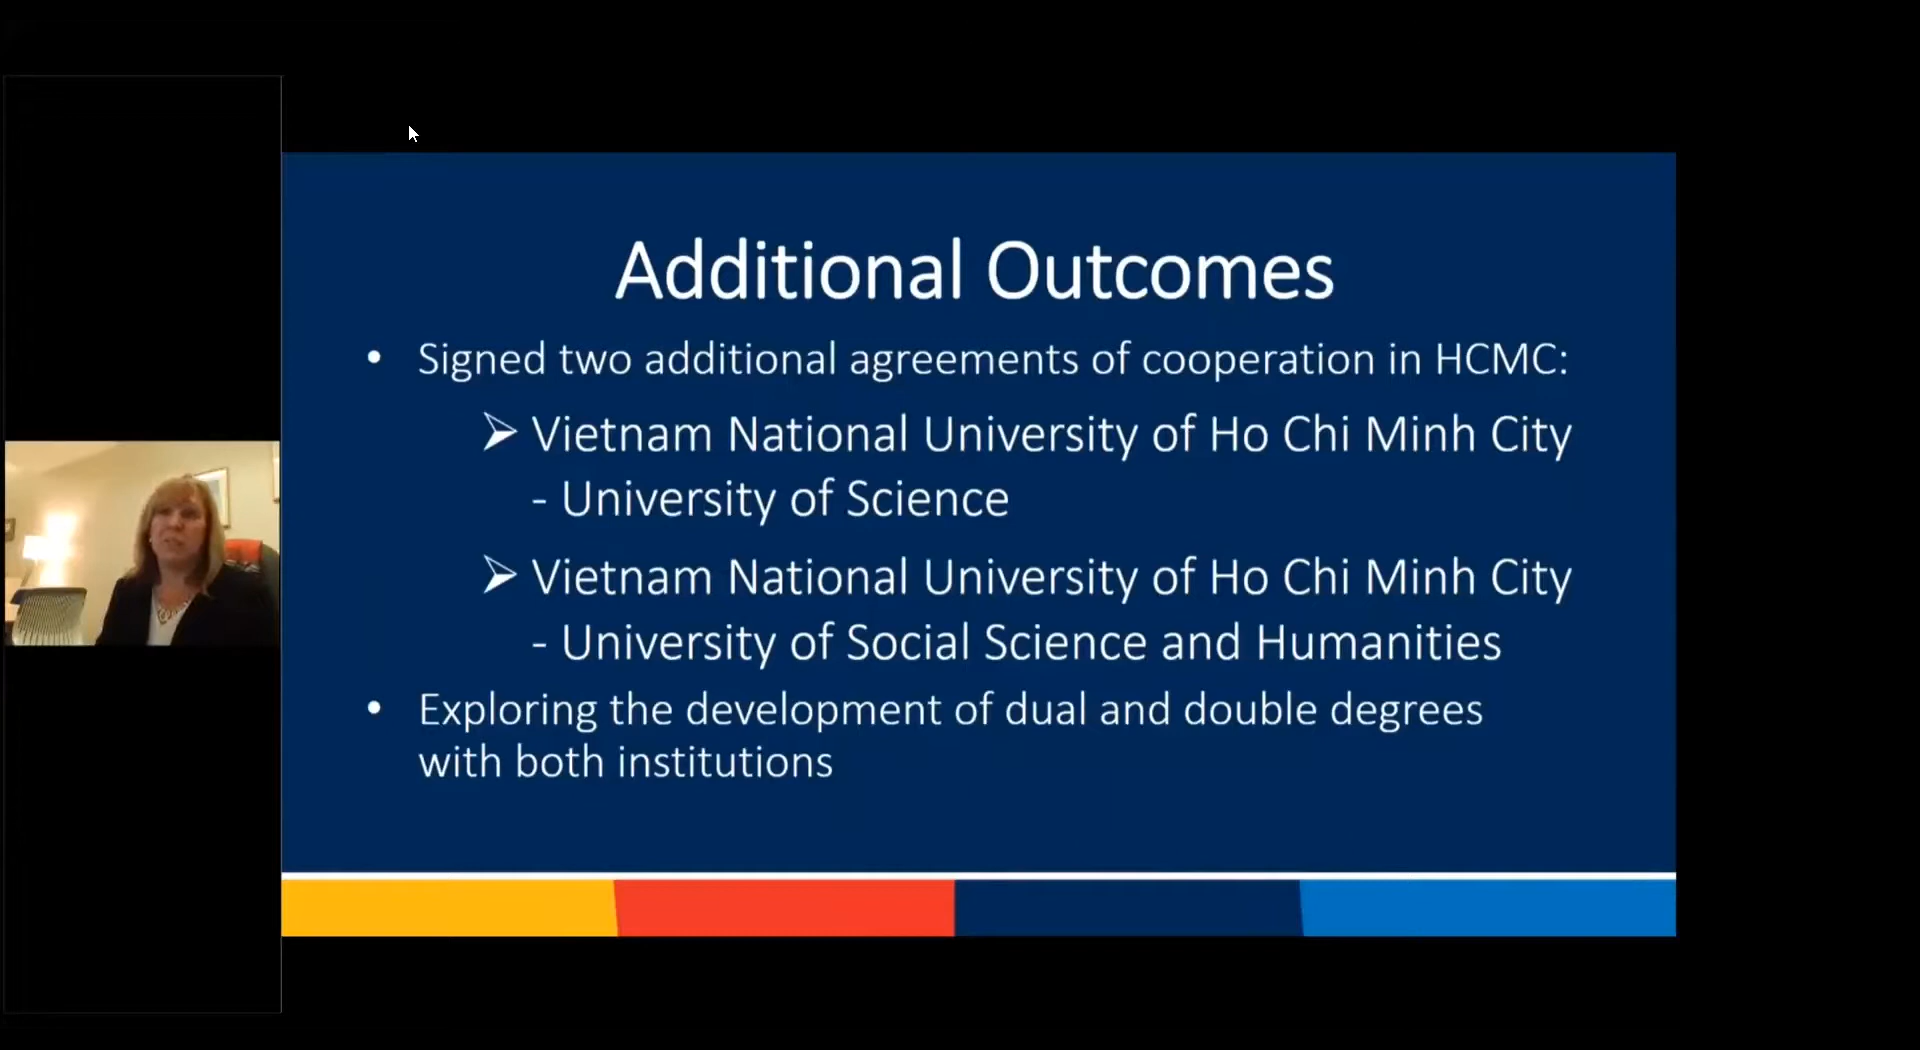 Additional Outcomes
• Signed two additional agreements of cooperation in HCMC:
➢ Vietnam National University of Ho Chi Minh City
- University of Science
➢ Vietnam National University of Ho Chi Minh City
- University of Social Science and Humanities
• Exploring the development of dual and double degrees
with both institutions